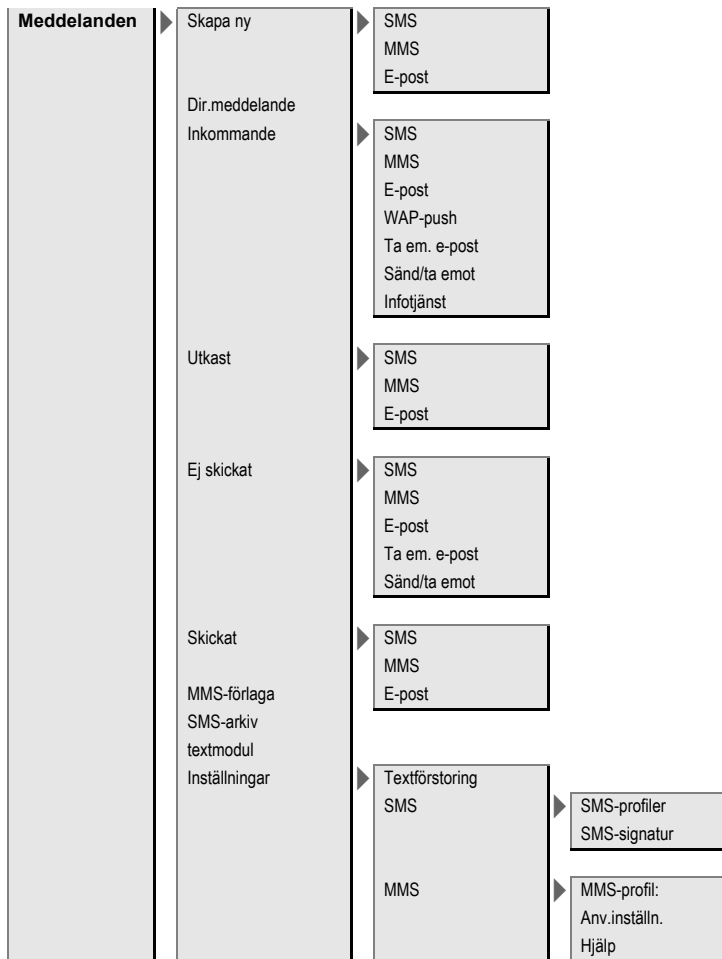 Meddelanden
Skapa ny
SMS
MMS
E-post
Dir.meddelande
Inkommande
SMS
MMS
E-post
WAP-push
Ta em. e-post
Sänd/ta emot
Infotjänst
Utkast
SMS
MMS
E-post
Ej skickat
SMS
MMS
E-post
Ta em. e-post
Sänd/ta emot
Skickat
SMS
MMS
E-post
MMS-förlaga
SMS-arkiv
textmodul
Inställningar
Textförstoring
SMS
SMS-profiler
SMS-signatur
MMS
MMS-profil:
Anv.inställn.
Hjälp